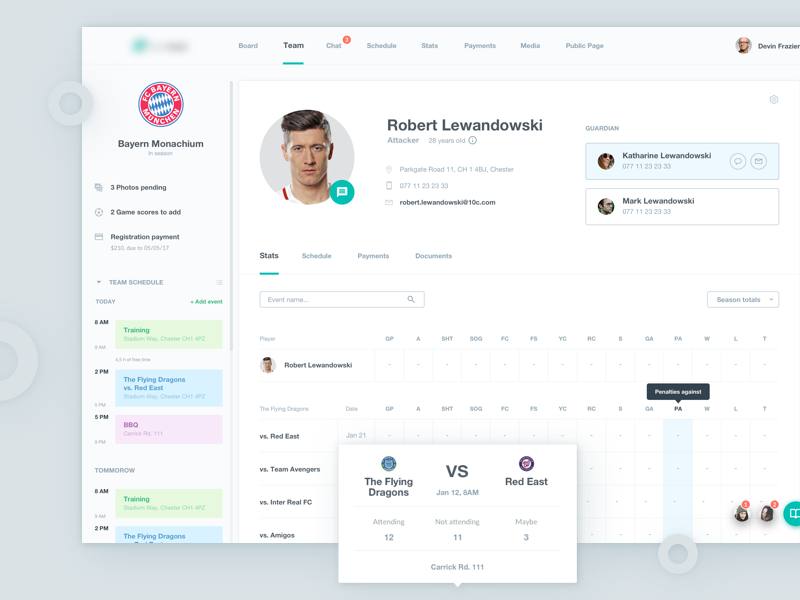 Board
Team
Chat
2
Schedule
Stats
Payments
Media
Public Page
Devin Frazier
FC BAYERN
MÜNCHEN
Bayern Monachium
In season
3 Photos pending
2 Game scores to add
Registration payment
$210, due to 05/05/17
TEAM SCHEDULE
TODAY
+ Add event
8 AM
Training
Stadium Way, Chester CH1 4PZ
9 AM
4,5 h of free time
2 PM
The Flying Dragons
vs. Red East
Stadium Way, Chester CH1 4PZ
5 PM
5 PM
BBQ
Carrick Rd. 111
9 PM
TOMMOROW
8 AM
Training
Stadium Way, Chester CH1 4PZ
9 AM
2 PM
The Flying Dragons
Robert Lewandowski
Attacker
28 years old
Parkgate Road 11, CH 1 4BJ, Chester
077 11 23 23 33
robert.lewandowski@10c.com
GUARDIAN
Katharine Lewandowski
077 11 23 23 33
Mark Lewandowski
077 11 23 23 33
Stats
Schedule
Payments
Documents
Event name...
Season totals
Player GP A SHT SOG FC FS YC RC S GA PA W L T
Robert Lewandowski - - - - - - - - - - - - - -
Penalties against
The Flying Dragons Date GP A SHT SOG FC FS YC RC S GA PA W L T
vs. Red East Jan 21 - - - - - - - - - - - - - -
vs. Team Avengers
vs. Inter Real FC
vs. Amigos
The Flying
Dragons
VS
Jan 12, 8AM
Red East
Attending
12
Not attending
11
Maybe
3
Carrick Rd. 111
1
2